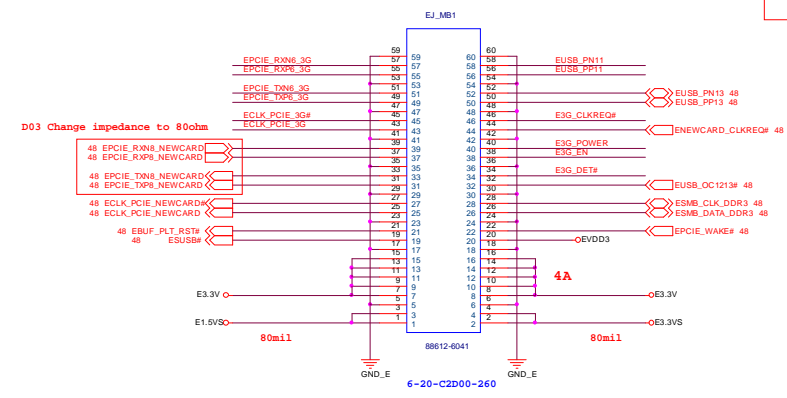 EJ_MB1
59 59 60 60
EPCIE_RXN6_3G 57 57 58 58 EUSB_PN11
EPCIE_RXP6_3G 55 55 56 56 EUSB_PP11
53 53 54 54
EPCIE_TXN6_3G 51 51 52 52 EUSB_PN13 48
EPCIE_TXP6_3G 49 49 50 50 EUSB_PP13 48
47 47 48 48
ECLK_PCIE_3G# 45 45 46 46 E3G_CLKREQ#
ECLK_PCIE_3G 43 43 44 44 ENEWCARD_CLKREQ# 48
D03 Change impedance to 80ohm
41 41 42 42
48 EPCIE_RXN8_NEWCARD 39 39 40 40 E3G_POWER
48 EPCIE_RXP8_NEWCARD 37 37 38 38 E3G_EN
35 35 36 36
48 EPCIE_TXN8_NEWCARD 33 33 34 34 E3G_DET#
48 EPCIE_TXP8_NEWCARD 31 31 32 32 EUSB_OC1213# 48
29 29 30 30
48 ECLK_PCIE_NEWCARD# 27 27 28 28 ESMB_CLK_DDR3 48
48 ECLK_PCIE_NEWCARD 25 25 26 26 ESMB_DATA_DDR3 48
23 23 24 24
48 EBUF_PLT_RST# 21 21 22 22 EPCIE_WAKE# 48
48 ESUSB# 19 19 20 20 EVDD3
17 17 18 18
15 15 16 16
13 13 14 14
11 11 12 12 4A
9 9 10 10
E3.3V 7 7 8 8 E3.3V
5 5 6 6
3 3 4 4
E1.5VS 1 1 2 2 E3.3VS
80mil 80mil
88612-6041
GND_E GND_E
6-20-C2D00-260